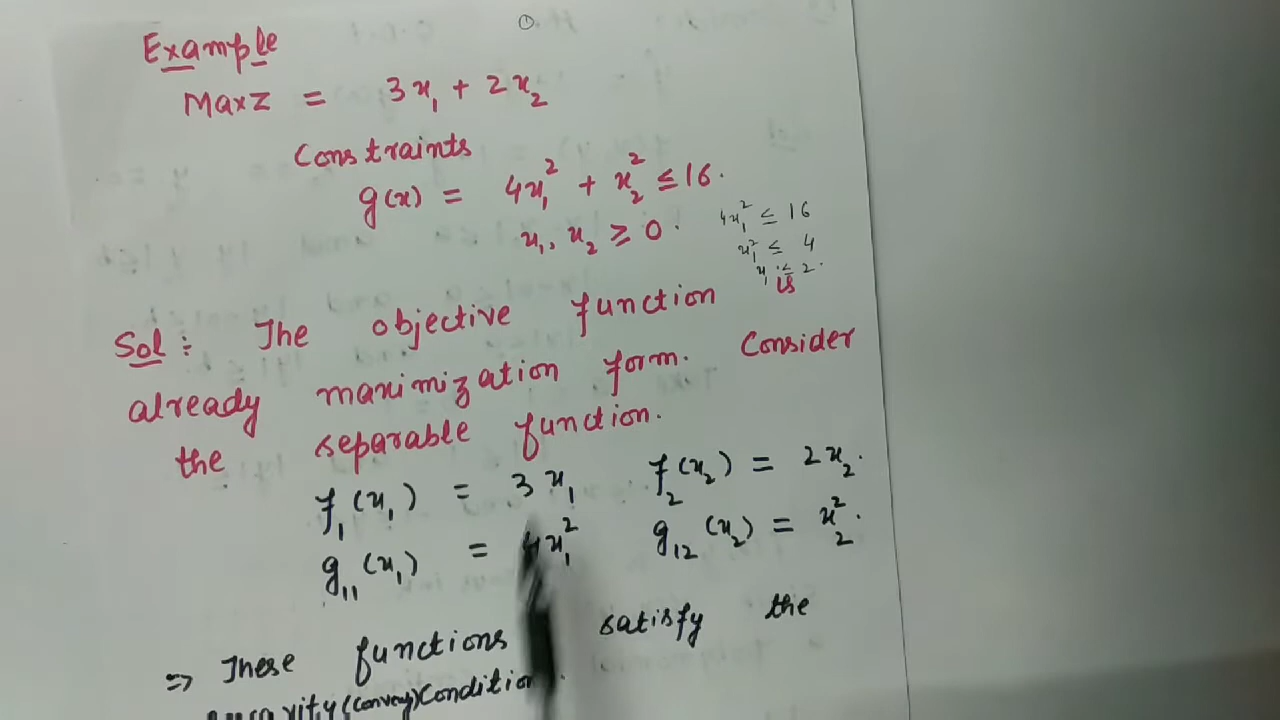 ①
Example
Max Z = 3x₁ + 2x₂
Constraints
g(x) = 4x₁² + x₂² ≤ 16.
x₁, x₂ ≥ 0.
4x₁² ≤ 16
x₁² ≤ 4
x₁ ≤ 2.
Sol: The objective function is
already maximization form. Consider
the separable function.
f₁(x₁) = 3x₁ f₂(x₂) = 2x₂.
g₁₁(x₁) = 4x₁² g₁₂(x₂) = x₂².
⇒ These functions satisfy the
(Convex) Condition.